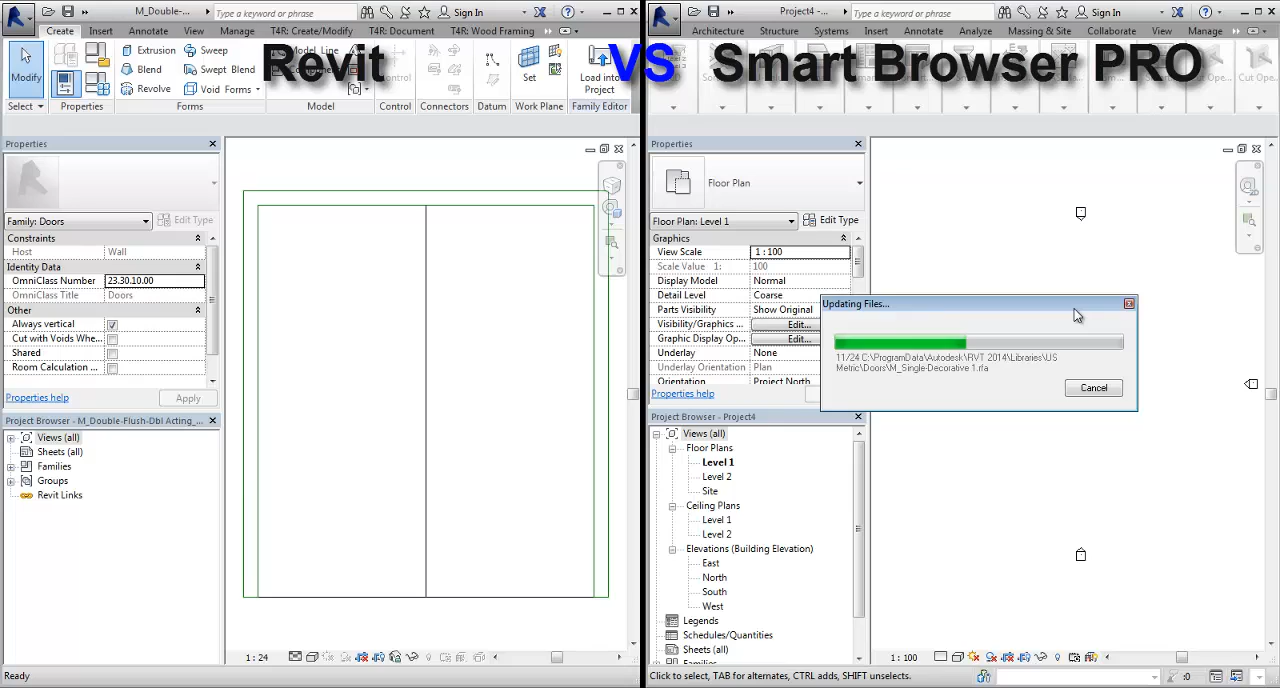 M_Double-...
Type a keyword or phrase
Sign In
Create
Insert
Annotate
View
Manage
T4R: Create/Modify
T4R: Document
T4R: Wood Framing
Modify
Extrusion
Sweep
Blend
Swept Blend
Revolve
Void Forms
Model Line
Set
Load into
Project
Select
Properties
Forms
Model
Control
Connectors
Datum
Work Plane
Family Editor
Revit
VS
Smart Browser PRO
Properties
Family: Doors
Edit Type
Constraints
Host
Wall
Identity Data
OmniClass Number
23.30.10.00
OmniClass Title
Doors
Other
Always vertical
Cut with Voids Whe...
Shared
Room Calculation ...
Properties help
Apply
Project Browser - M_Double-Flush-Dbl Acting_...
Views (all)
Sheets (all)
Families
Groups
Revit Links
1 : 24
Ready
Project4 -...
Type a keyword or phrase
Sign In
Architecture
Structure
Systems
Insert
Annotate
Analyze
Massing & Site
Collaborate
View
Manage
Properties
Floor Plan
Floor Plan: Level 1
Edit Type
Graphics
View Scale
1 : 100
Scale Value 1:
100
Display Model
Normal
Detail Level
Coarse
Parts Visibility
Show Original
Visibility/Graphics ...
Edit...
Graphic Display Op...
Edit...
Underlay
None
Underlay Orientation
Plan
Orientation
Project North
Properties help
Updating Files...
11/24 C:\ProgramData\Autodesk\RVT 2014\Libraries\US
Metric\Doors\M_Single-Decorative 1.rfa
Cancel
Project Browser - Project4
Views (all)
Floor Plans
Level 1
Level 2
Site
Ceiling Plans
Level 1
Level 2
Elevations (Building Elevation)
East
North
South
West
Legends
Schedules/Quantities
Sheets (all)
Families
1 : 100
Click to select, TAB for alternates, CTRL adds, SHIFT unselects.
:0